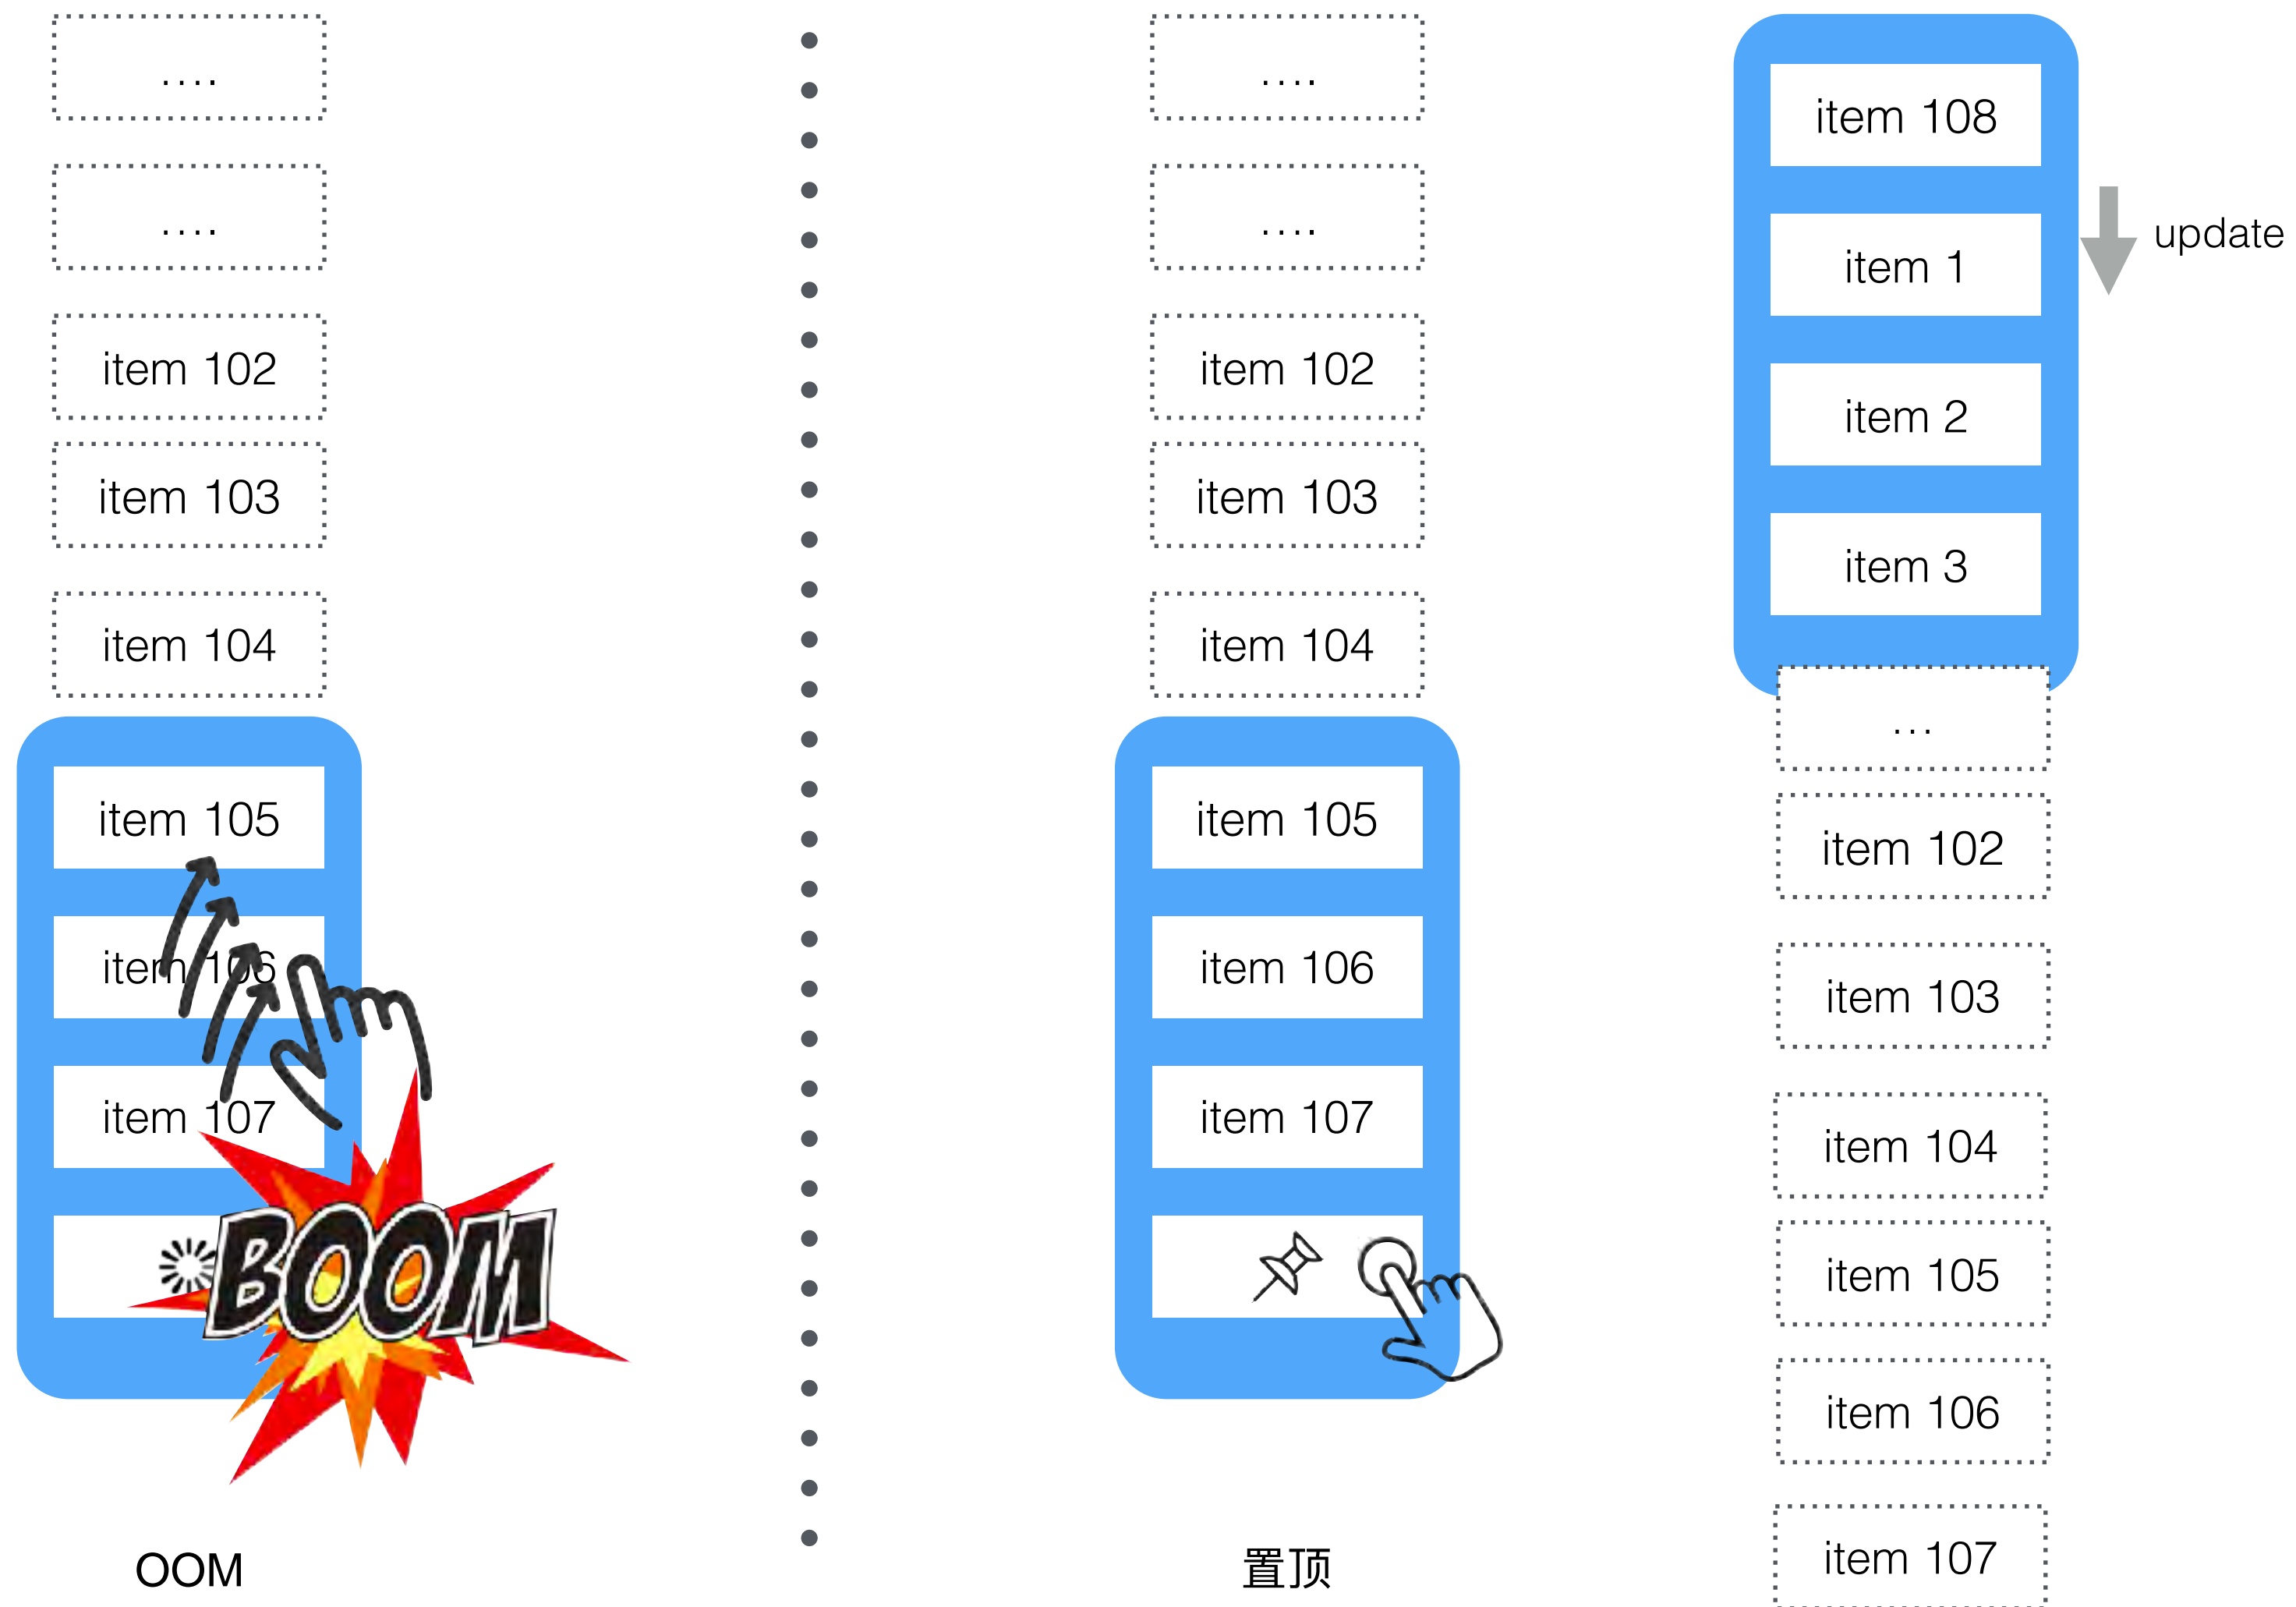 ....
....
item 102
item 103
item 104
item 105
item 106
item 107
BOOM
OOM
....
....
item 102
item 103
item 104
item 105
item 106
item 107
置顶
item 108
item 1
item 2
item 3
update
...
item 102
item 103
item 104
item 105
item 106
item 107